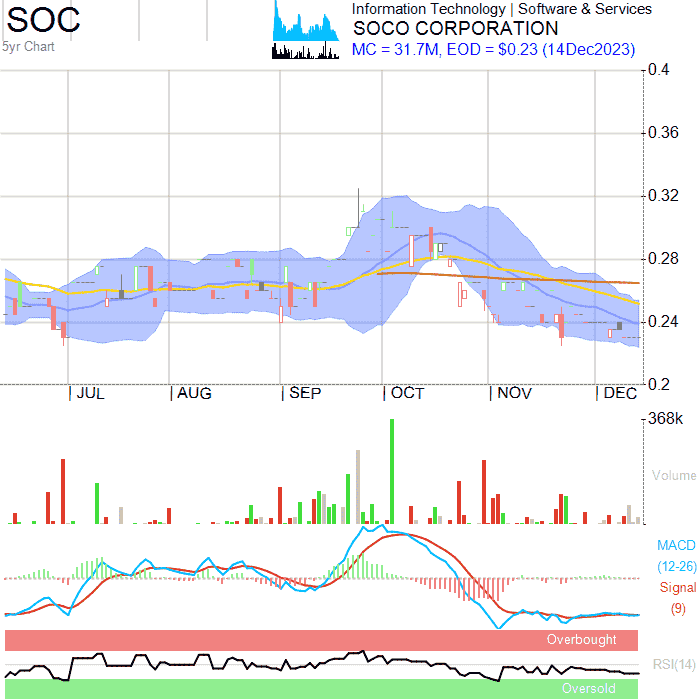 SOC
5yr Chart
Information Technology | Software & Services
SOCO CORPORATION
MC = 31.7M, EOD = $0.23 (14Dec2023)
0.4
0.36
0.32
0.28
0.24
0.2
JUL AUG SEP OCT NOV DEC
368k
Volume
MACD
(12-26)
Signal
(9)
Overbought
RSI(14)
Oversold